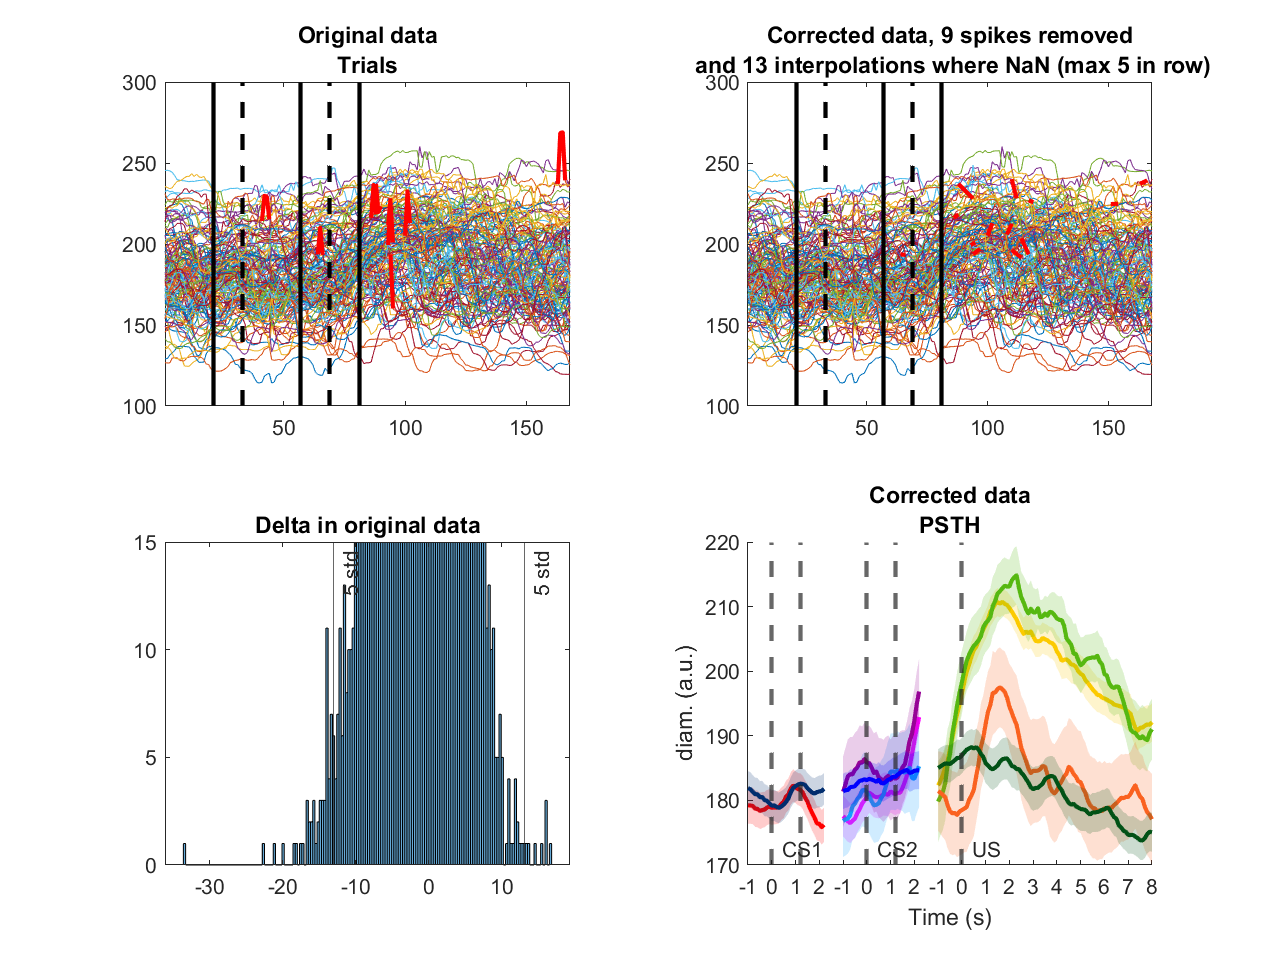 Original data
Trials
300
250
200
150
100
50 100 150
Corrected data, 9 spikes removed
and 13 interpolations where NaN (max 5 in row)
300
250
200
150
100
50 100 150
Delta in original data
15
10
5
0
5 std
5 std
-30 -20 -10 0 10
Corrected data
PSTH
220
210
200
190
180
170
diam. (a.u.)
CS1 CS2 US
-1 0 1 2 -1 0 1 2 -1 0 1 2 3 4 5 6 7 8
Time (s)